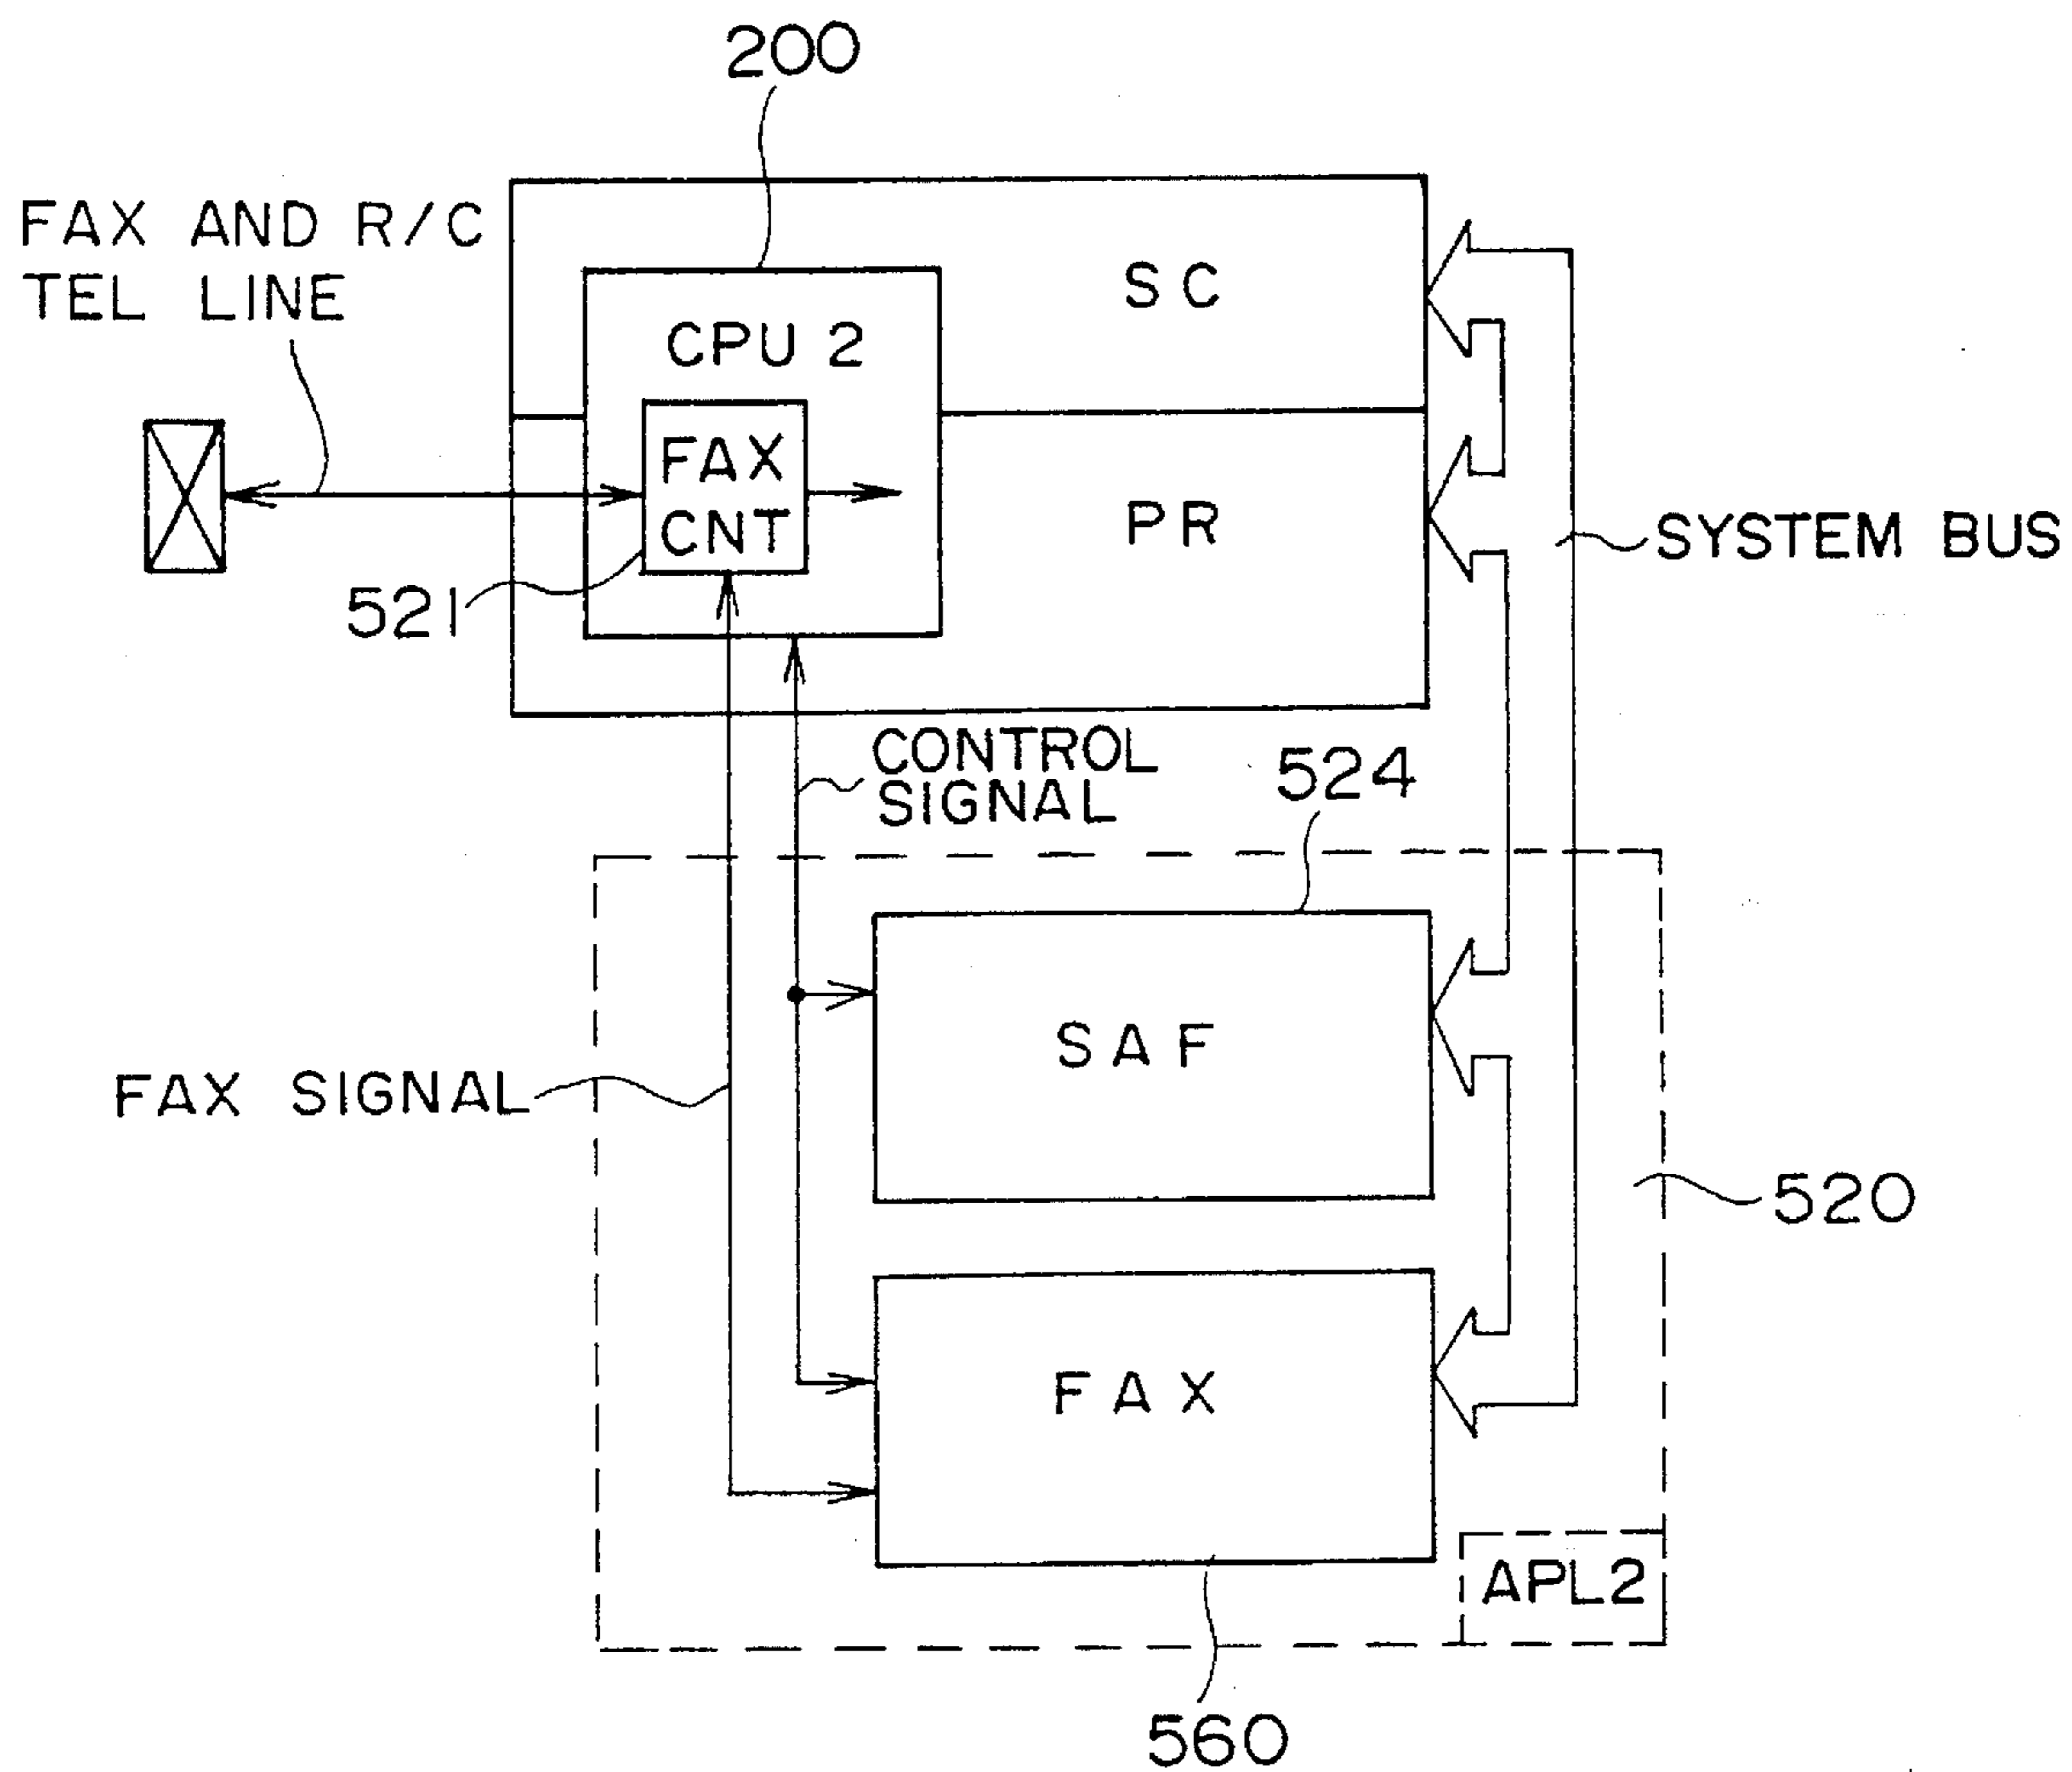 200
FAX AND R/C
TEL LINE
SC
CPU 2
FAX
CNT
PR
SYSTEM BUS
521
CONTROL
SIGNAL
524
SAF
FAX SIGNAL
520
FAX
APL2
560